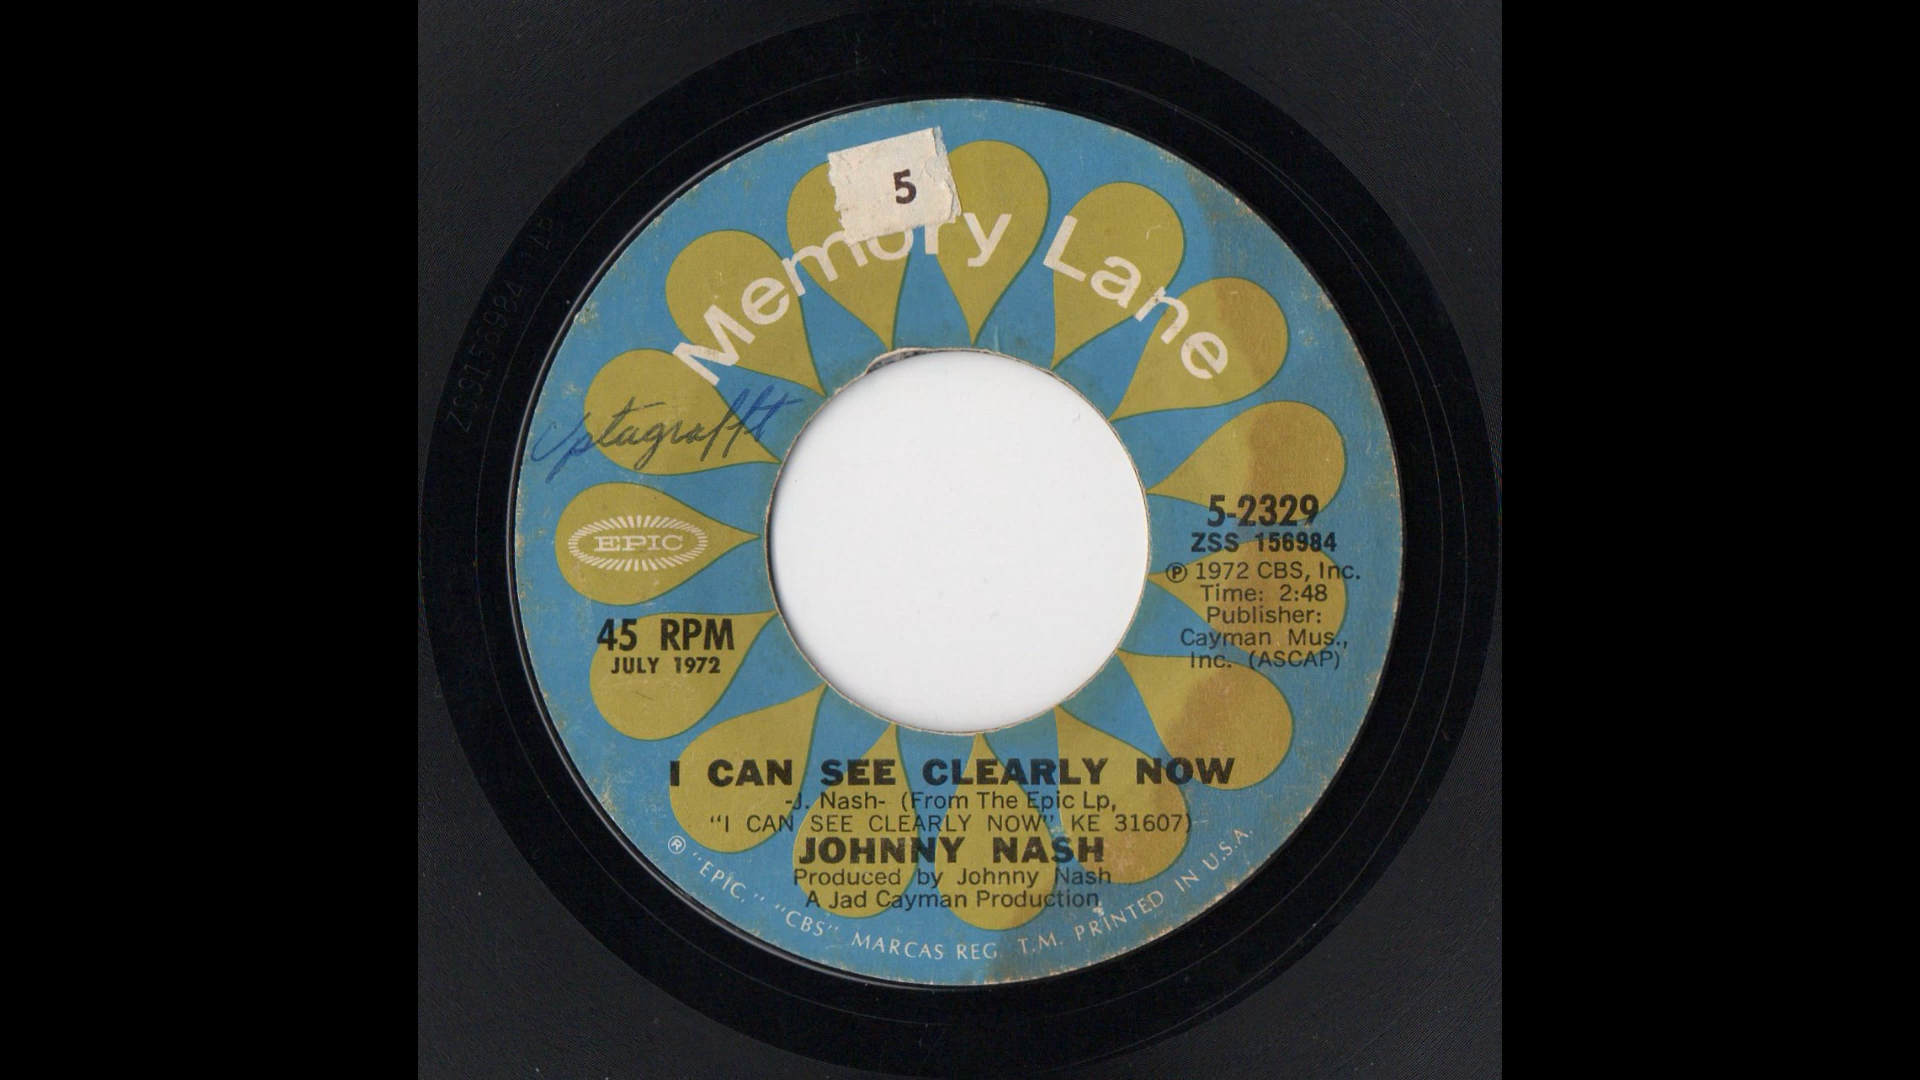 5
Memory Lane
EPIC
45 RPM
JULY 1972
5-2329
ZSS 156984
Ⓟ 1972 CBS, Inc.
Time: 2:48
Publisher:
Cayman Mus.,
Inc. (ASCAP)
I CAN SEE CLEARLY NOW
-J. Nash- (From The Epic Lp,
"I CAN SEE CLEARLY NOW" KE 31607)
JOHNNY NASH
Produced by Johnny Nash
A Jad Cayman Production
® "EPIC," "CBS" MARCAS REG. T.M. PRINTED IN U.S.A.